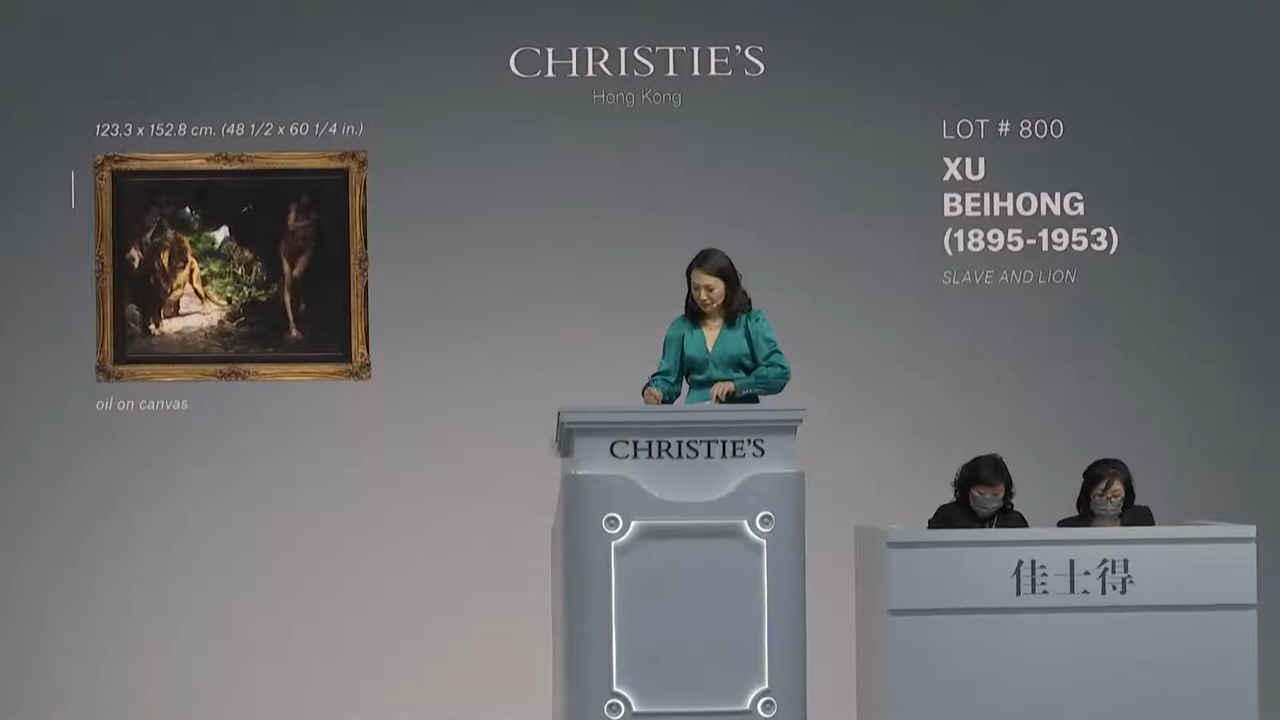 CHRISTIE'S
Hong Kong
123.3 x 152.8 cm. (48 1/2 x 60 1/4 in.)
oil on canvas
LOT # 800
XU
BEIHONG
(1895-1953)
SLAVE AND LION
CHRISTIE'S
佳士得